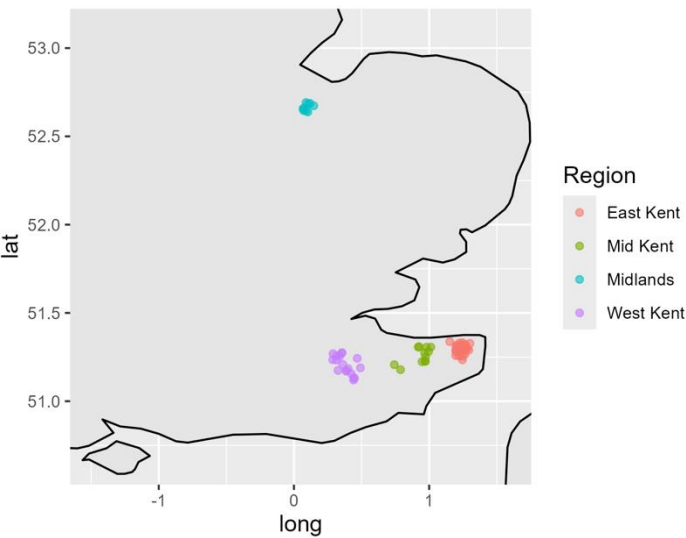 53.0
52.5
52.0
51.5
51.0
lat
-1
0
1
long
Region
East Kent
Mid Kent
Midlands
West Kent